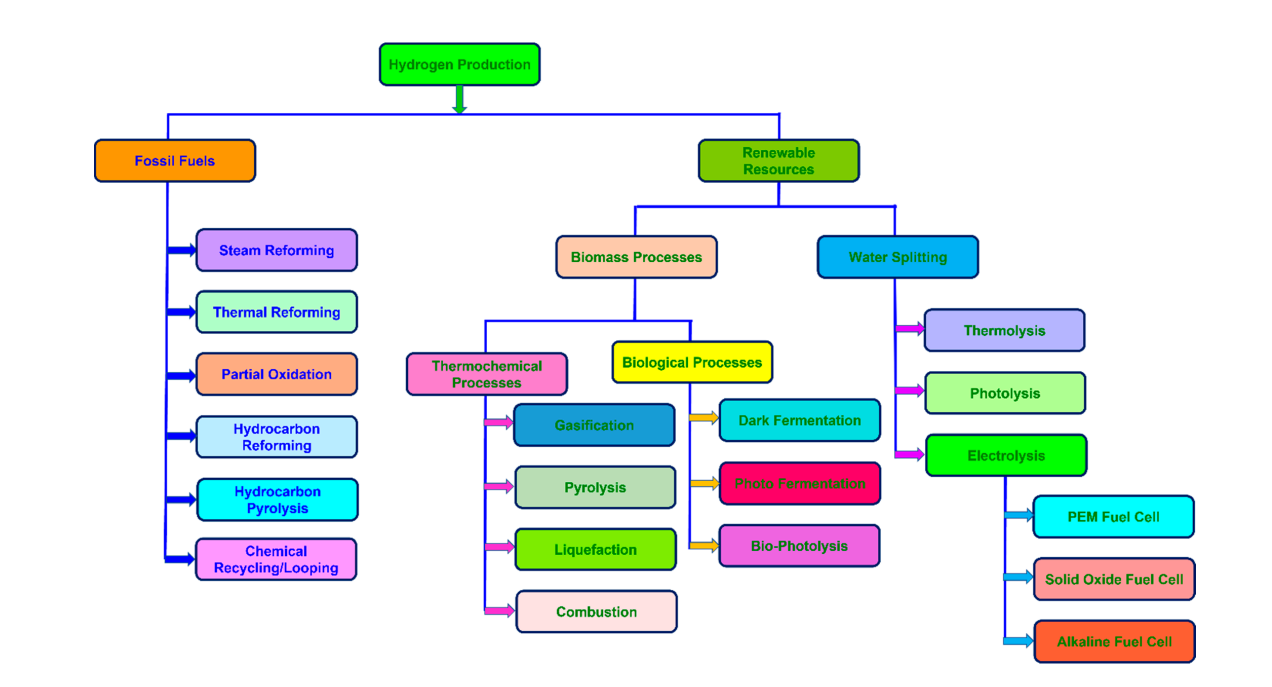 Hydrogen Production
Fossil Fuels
Steam Reforming
Thermal Reforming
Partial Oxidation
Hydrocarbon
Reforming
Hydrocarbon
Pyrolysis
Chemical
Recycling/Looping
Renewable
Resources
Biomass Processes
Thermochemical
Processes
Gasification
Pyrolysis
Liquefaction
Combustion
Biological Processes
Dark Fermentation
Photo Fermentation
Bio-Photolysis
Water Splitting
Thermolysis
Photolysis
Electrolysis
PEM Fuel Cell
Solid Oxide Fuel Cell
Alkaline Fuel Cell